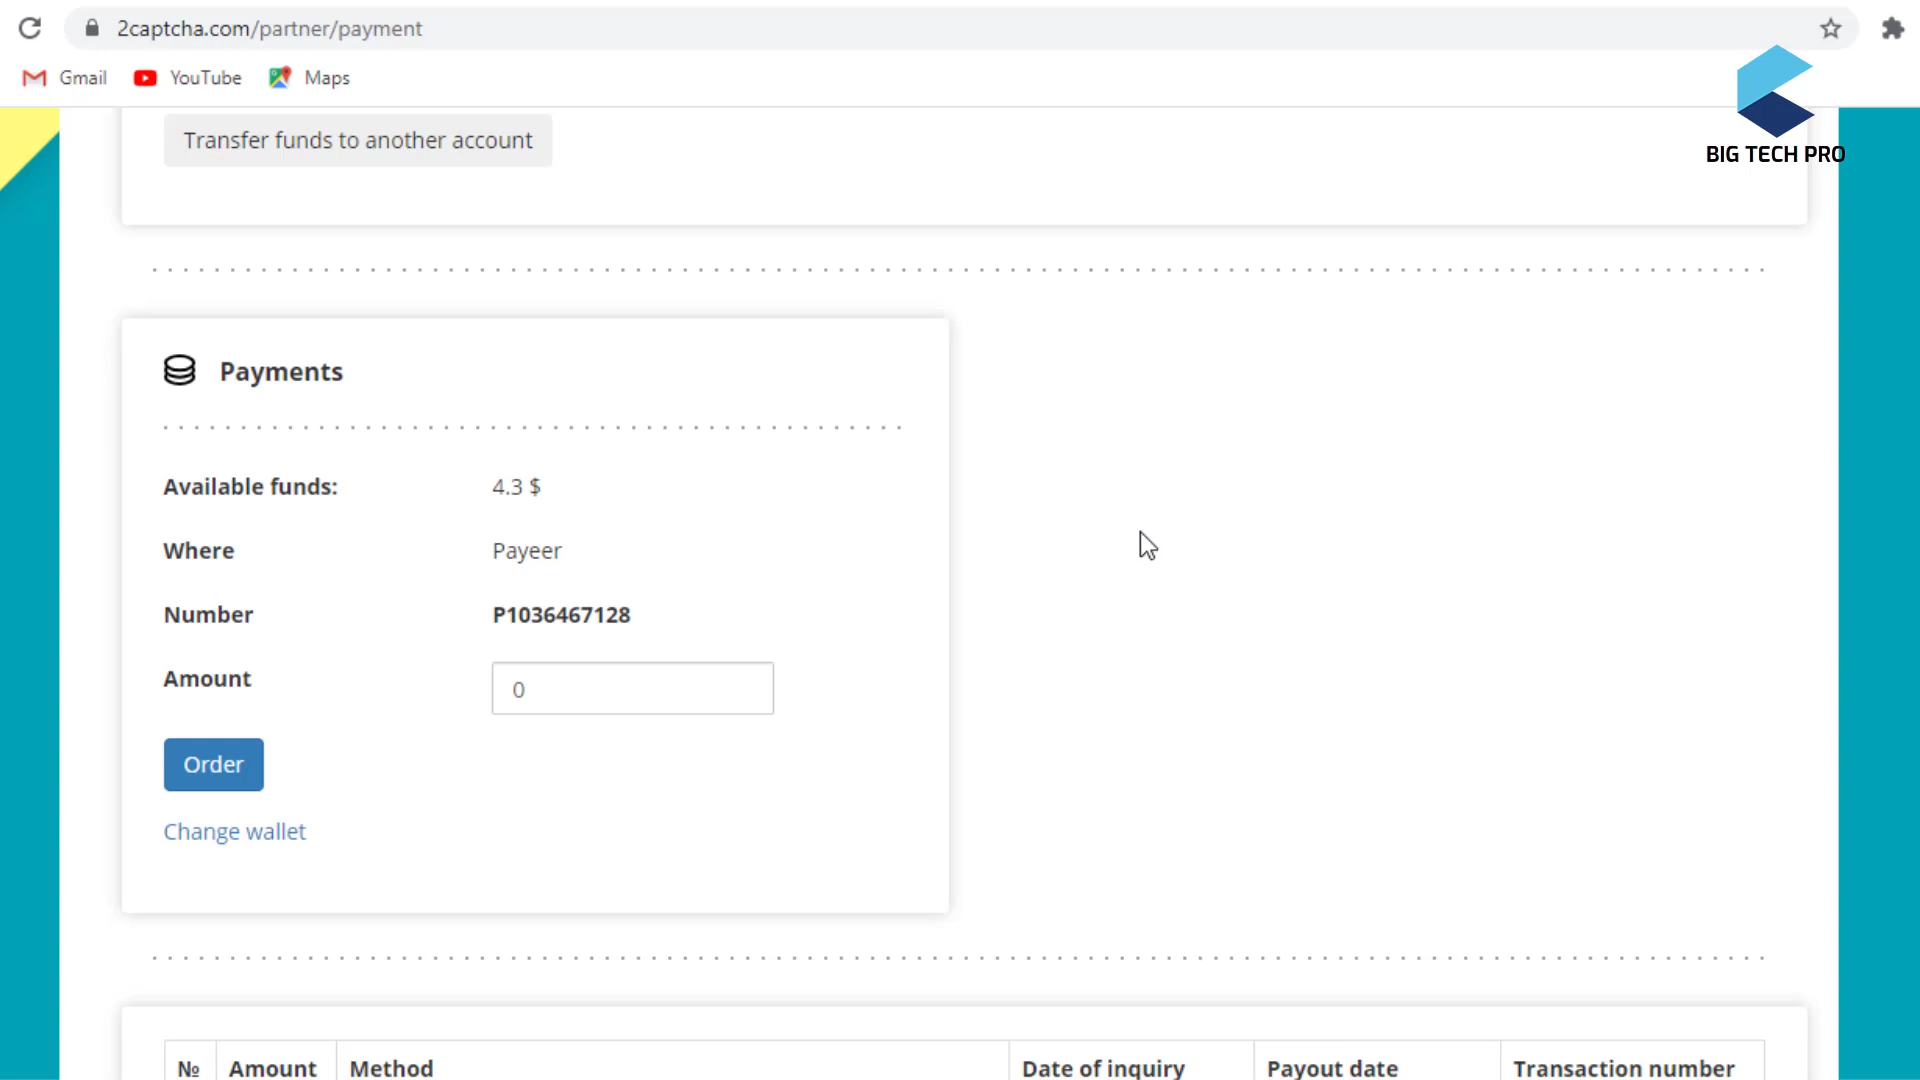 2captcha.com/partner/payment
Gmail
YouTube
Maps
BIG TECH PRO
Transfer funds to another account
Payments
Available funds: 4.3 $
Where Payeer
Number P1036467128
Amount 0
Order
Change wallet
№ Amount Method Date of inquiry Payout date Transaction number